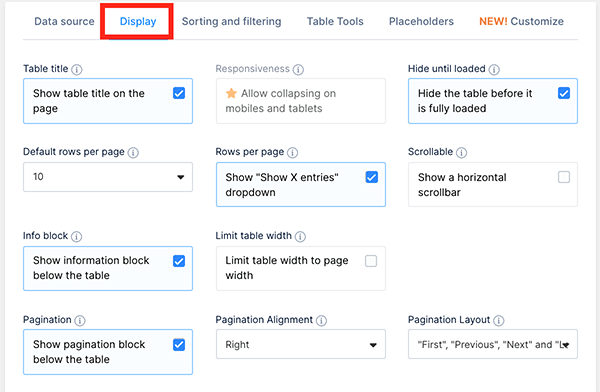 Data source Display Sorting and filtering Table Tools Placeholders NEW! Customize
Table title Responsiveness Hide until loaded
Show table title on the page
Allow collapsing on mobiles and tablets
Hide the table before it is fully loaded
Default rows per page Rows per page Scrollable
10
Show "Show X entries" dropdown
Show a horizontal scrollbar
Info block Limit table width
Show information block below the table
Limit table width to page width
Pagination Pagination Alignment Pagination Layout
Show pagination block below the table
Right
"First", "Previous", "Next" and "L